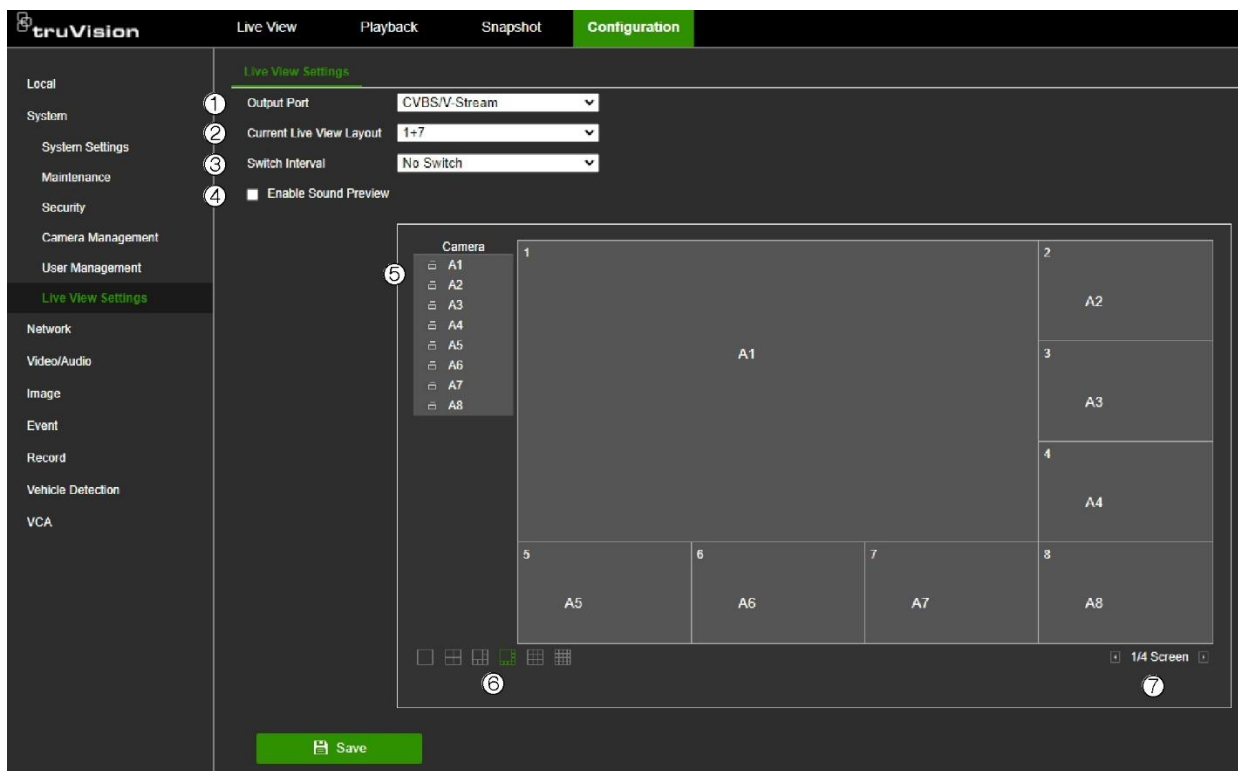 truVision
Live View Playback Snapshot Configuration
Local
System
System Settings
Maintenance
Security
Camera Management
User Management
Live View Settings
Network
Video/Audio
Image
Event
Record
Vehicle Detection
VCA
Live View Settings
① Output Port CVBS/V-Stream
② Current Live View Layout 1+7
③ Switch Interval No Switch
④ Enable Sound Preview
⑤
Camera
A1
A2
A3
A4
A5
A6
A7
A8
1
A1
2
A2
3
A3
4
A4
5
A5
6
A6
7
A7
8
A8
⑥
1/4 Screen
⑦
Save